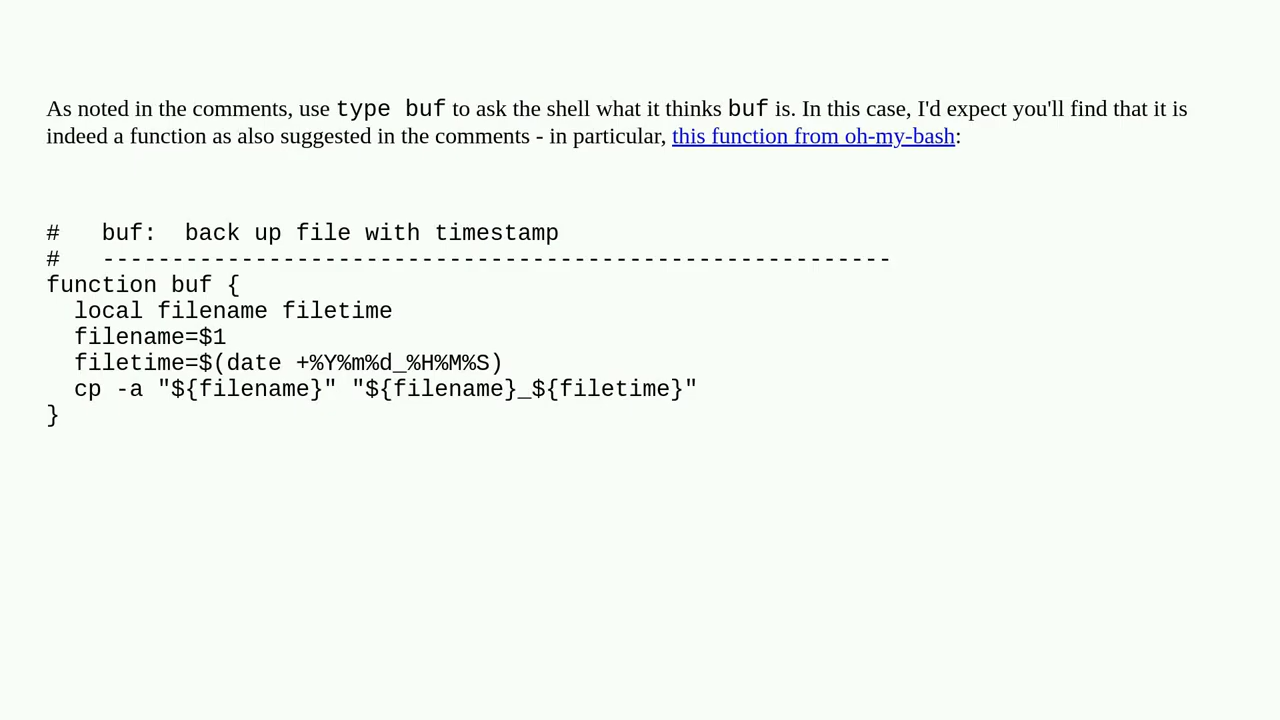 As noted in the comments, use type buf to ask the shell what it thinks buf is. In this case, I'd expect you'll find that it is
indeed a function as also suggested in the comments - in particular, this function from oh-my-bash:
#   buf:  back up file with timestamp
#   ---------------------------------------------------------
function buf {
  local filename filetime
  filename=$1
  filetime=$(date +%Y%m%d_%H%M%S)
  cp -a "${filename}" "${filename}_${filetime}"
}